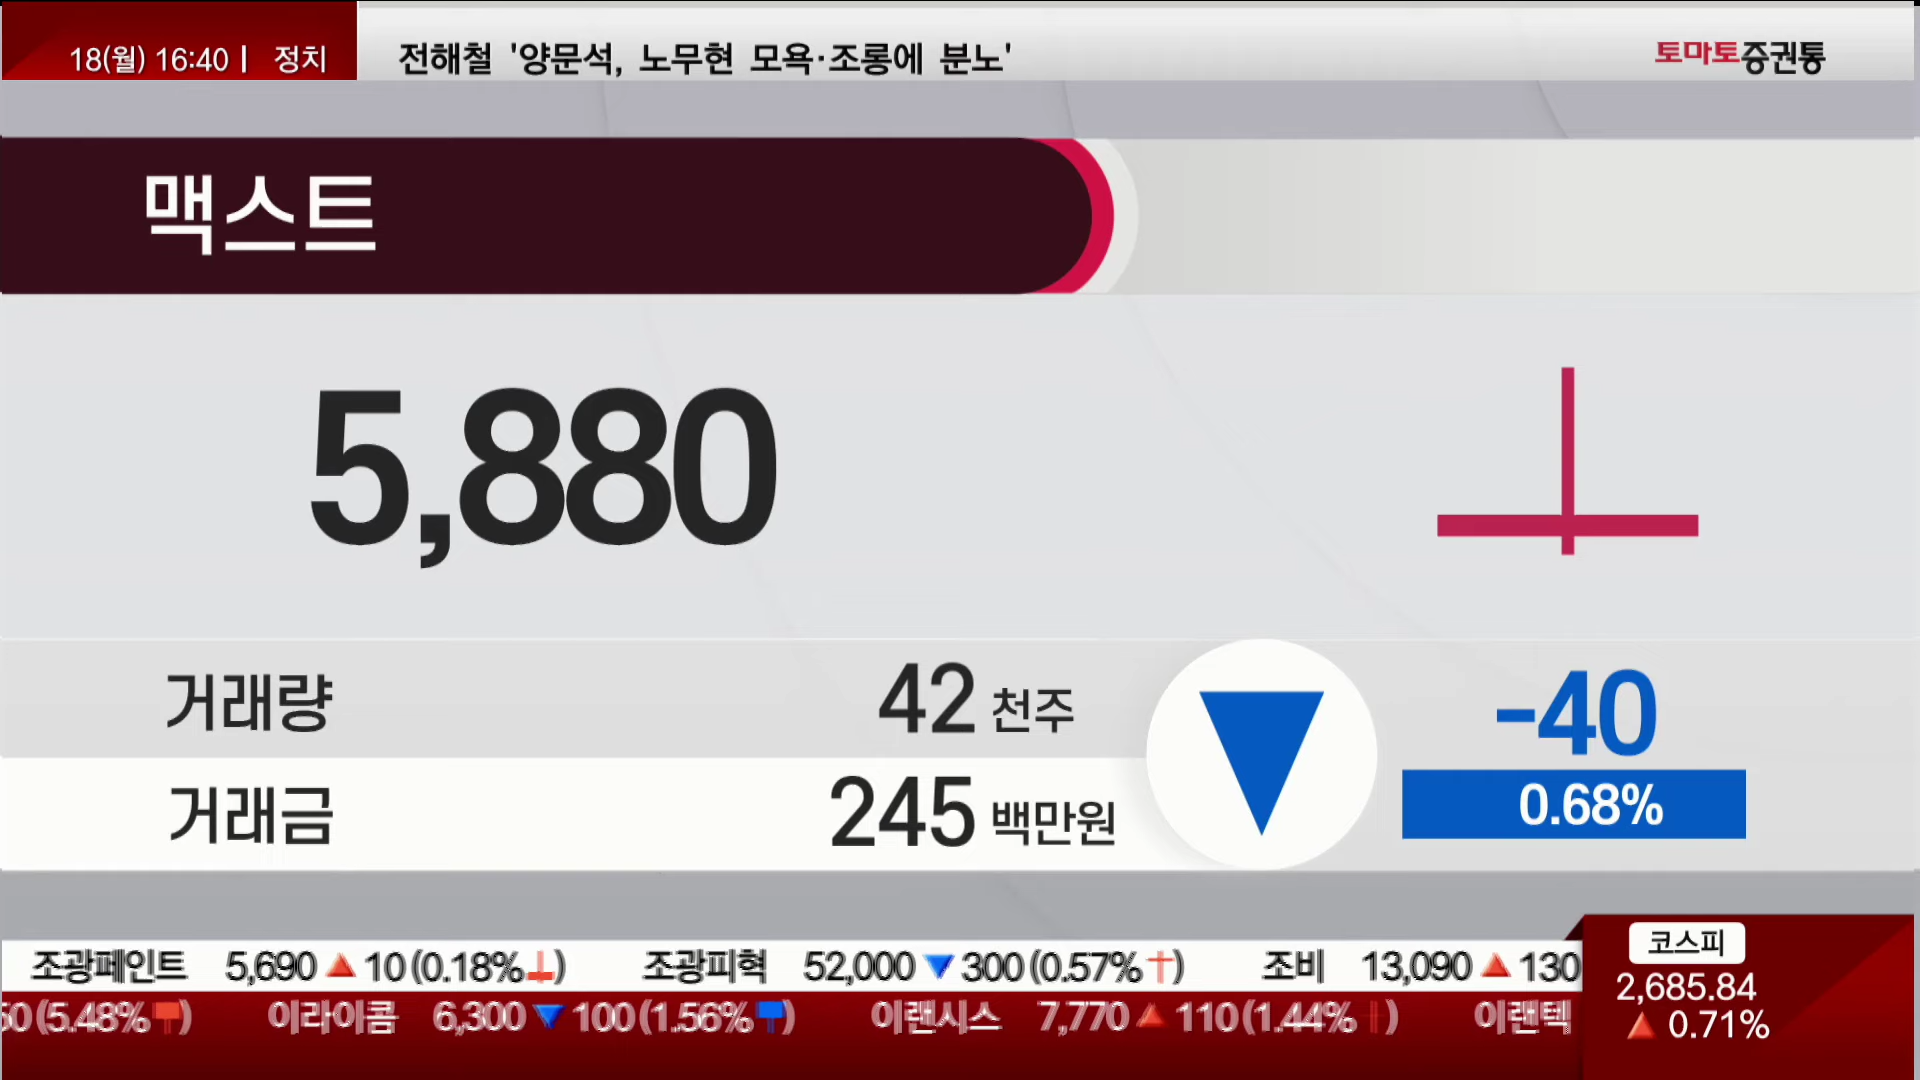 18(월) 16:40 | 정치 전해철 '양문석, 노무현 모욕·조롱에 분노' 토마토증권통
맥스트
5,880
거래량 42 천주
-40
거래금 245 백만원
0.68%
코스피
조광페인트 5,690 ▲ 10 (0.18%) 조광피혁 52,000 ▼ 300 (0.57%) 조비 13,090 ▲ 130
2,685.84
(5.48%) 이라이콤 6,300 ▼ 100 (1.56%) 이랜시스 7,770 ▲ 110 (1.44%) 이랜텍
▲ 0.71%